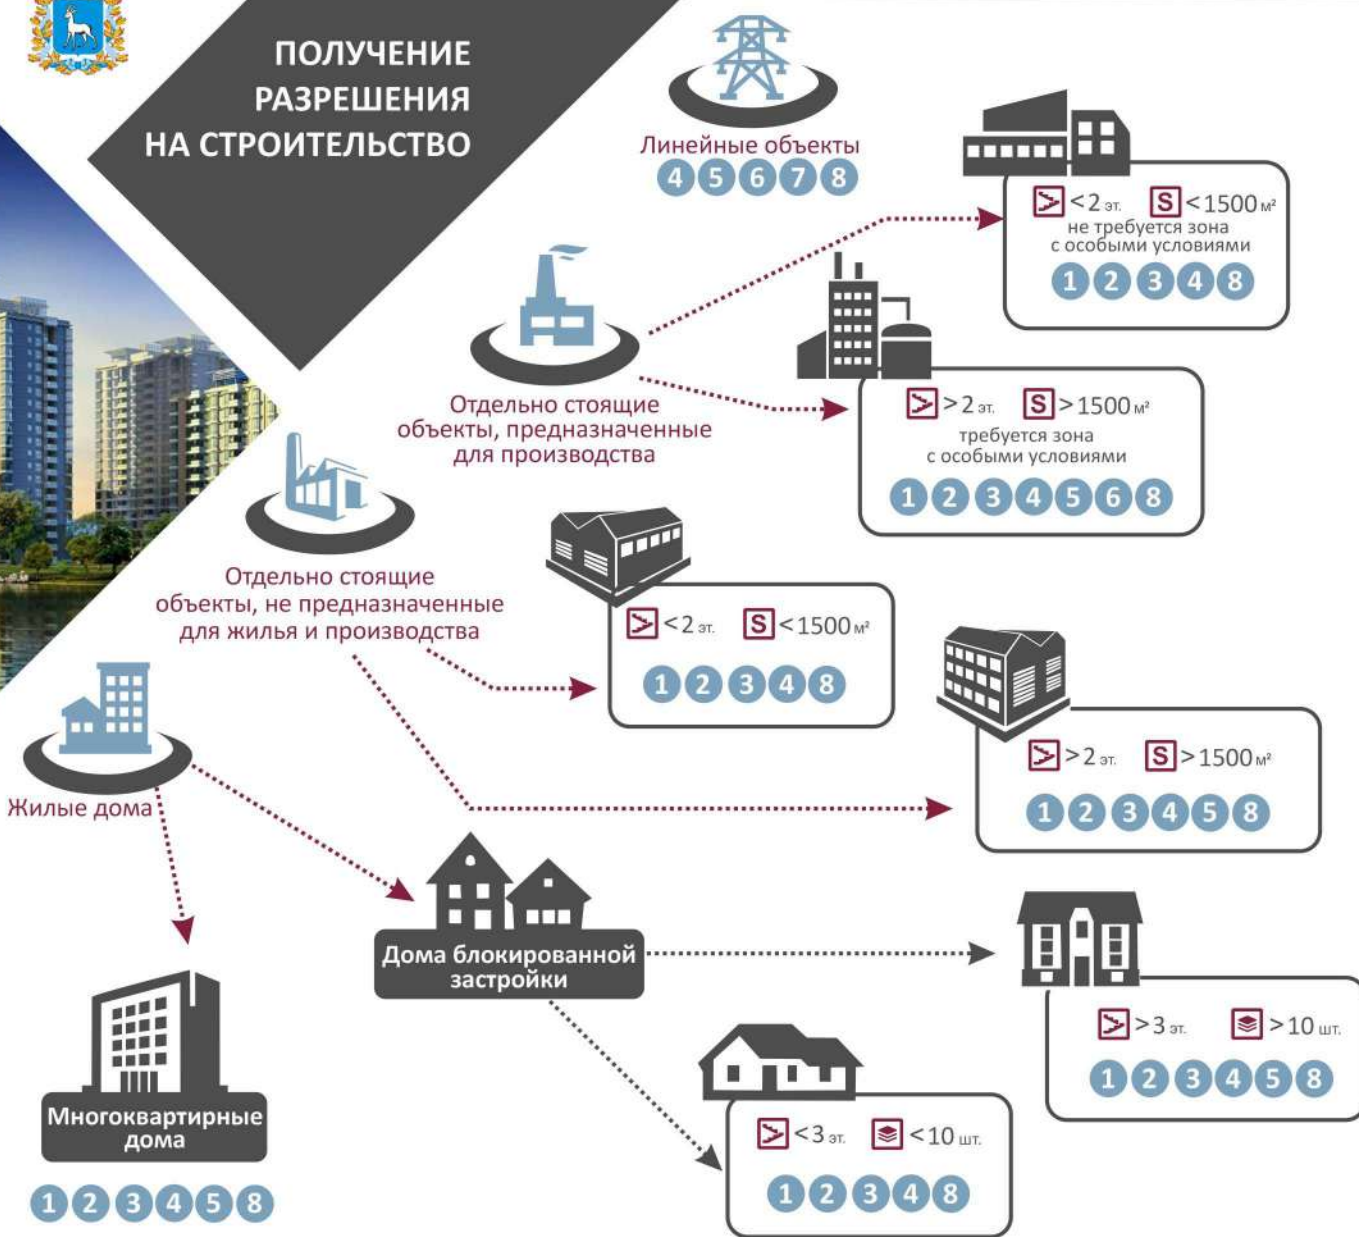 ПОЛУЧЕНИЕ
РАЗРЕШЕНИЯ
НА СТРОИТЕЛЬСТВО
Линейные объекты
4 5 6 7 8
<2 эт. S <1500 м²
не требуется зона
с особыми условиями
1 2 3 4 8
Отдельно стоящие
объекты, предназначенные
для производства
>2 эт. S >1500 м²
требуется зона
с особыми условиями
1 2 3 4 5 6 8
Отдельно стоящие
объекты, не предназначенные
для жилья и производства
<2 эт. S <1500 м²
1 2 3 4 8
>2 эт. S >1500 м²
1 2 3 4 5 8
Жилые дома
Дома блокированной
застройки
>3 эт. >10 шт.
1 2 3 4 5 8
<3 эт. <10 шт.
1 2 3 4 8
Многоквартирные
дома
1 2 3 4 5 8